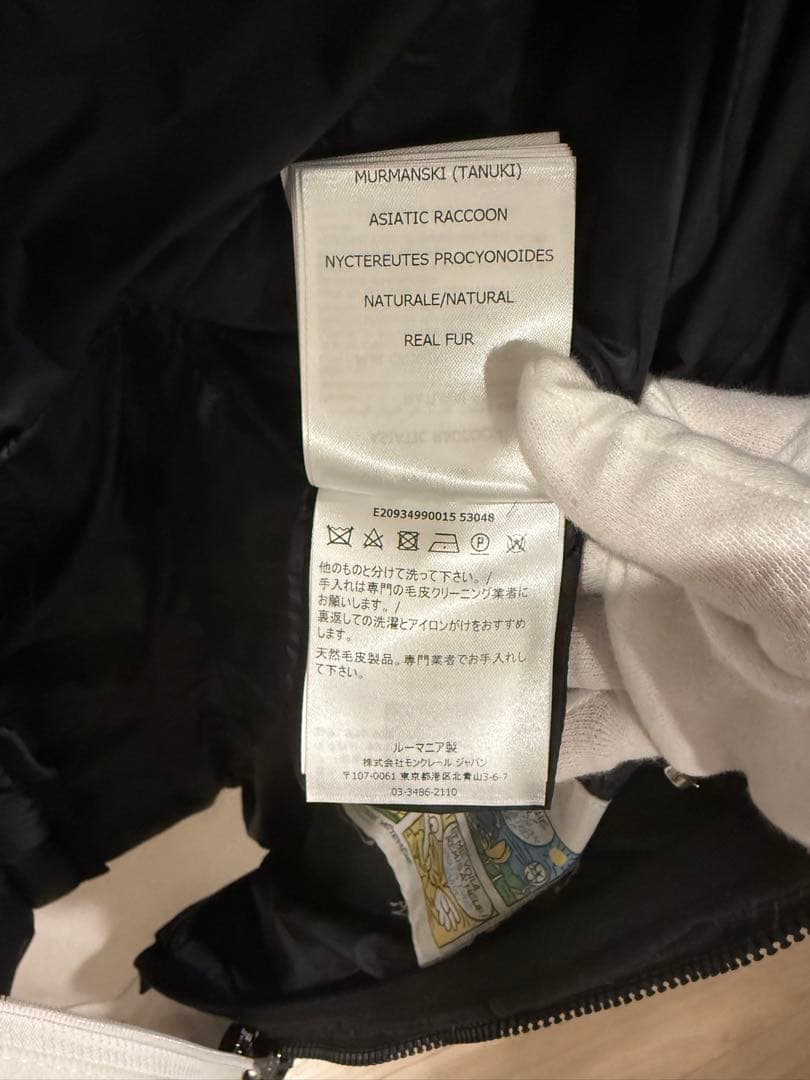 MURMANSKI (TANUKI)
ASIATIC RACCOON
NYCTEREUTES PROCYONOIDES
NATURALE/NATURAL
REAL FUR
E20934990015 53048
他のものと分けて洗って下さい。/
手入れは専門の毛皮クリーニング業者に
お願いします。/
裏返しての洗濯とアイロンがけをおすすめ
します。
天然毛皮製品。専門業者でお手入れし
て下さい。
ルーマニア製
株式会社モンクレール ジャパン
〒107-0061 東京都港区北青山3-6-7
03-3486-2110